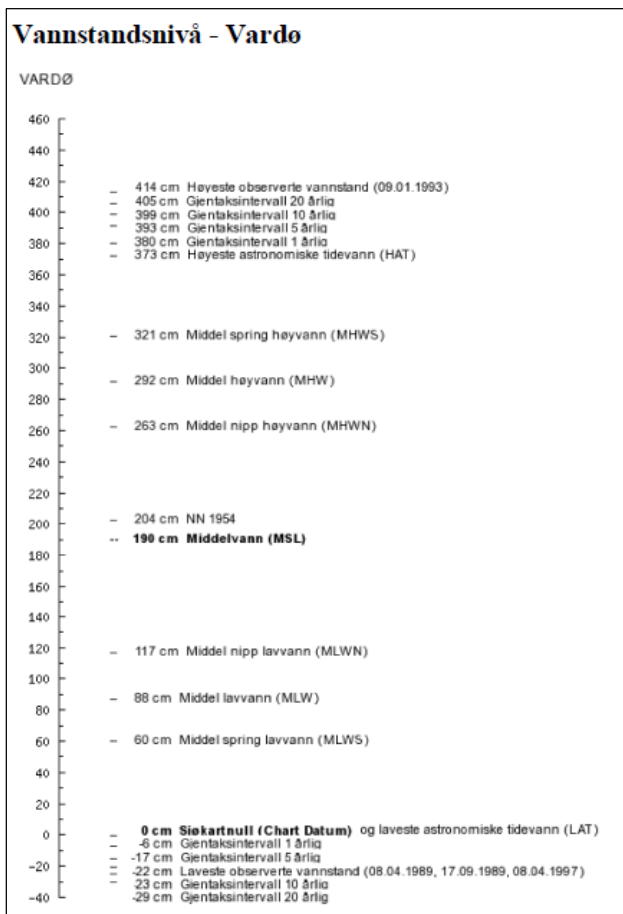 Vannstandsnivå - Vardø
VARDØ
460
440
420
414 cm Høyeste observerte vannstand (09.01.1993)
405 cm Gjentaksintervall 20 årlig
400
399 cm Gjentaksintervall 10 årlig
393 cm Gjentaksintervall 5 årlig
380
380 cm Gjentaksintervall 1 årlig
373 cm Høyeste astronomiske tidevann (HAT)
360
340
320
321 cm Middel spring høyvann (MHWS)
300
292 cm Middel høyvann (MHW)
280
260
263 cm Middel nipp høyvann (MHWN)
240
220
200
204 cm NN 1954
190 cm Middelvann (MSL)
180
160
140
120
117 cm Middel nipp lavvann (MLWN)
100
88 cm Middel lavvann (MLW)
80
60
60 cm Middel spring lavvann (MLWS)
40
20
0
0 cm Sjøkartnull (Chart Datum) og laveste astronomiske tidevann (LAT)
-6 cm Gjentaksintervall 1 årlig
-17 cm Gjentaksintervall 5 årlig
-20
-22 cm Laveste observerte vannstand (08.04.1989, 17.09.1989, 08.04.1997)
-23 cm Gjentaksintervall 10 årlig
-29 cm Gjentaksintervall 20 årlig
-40